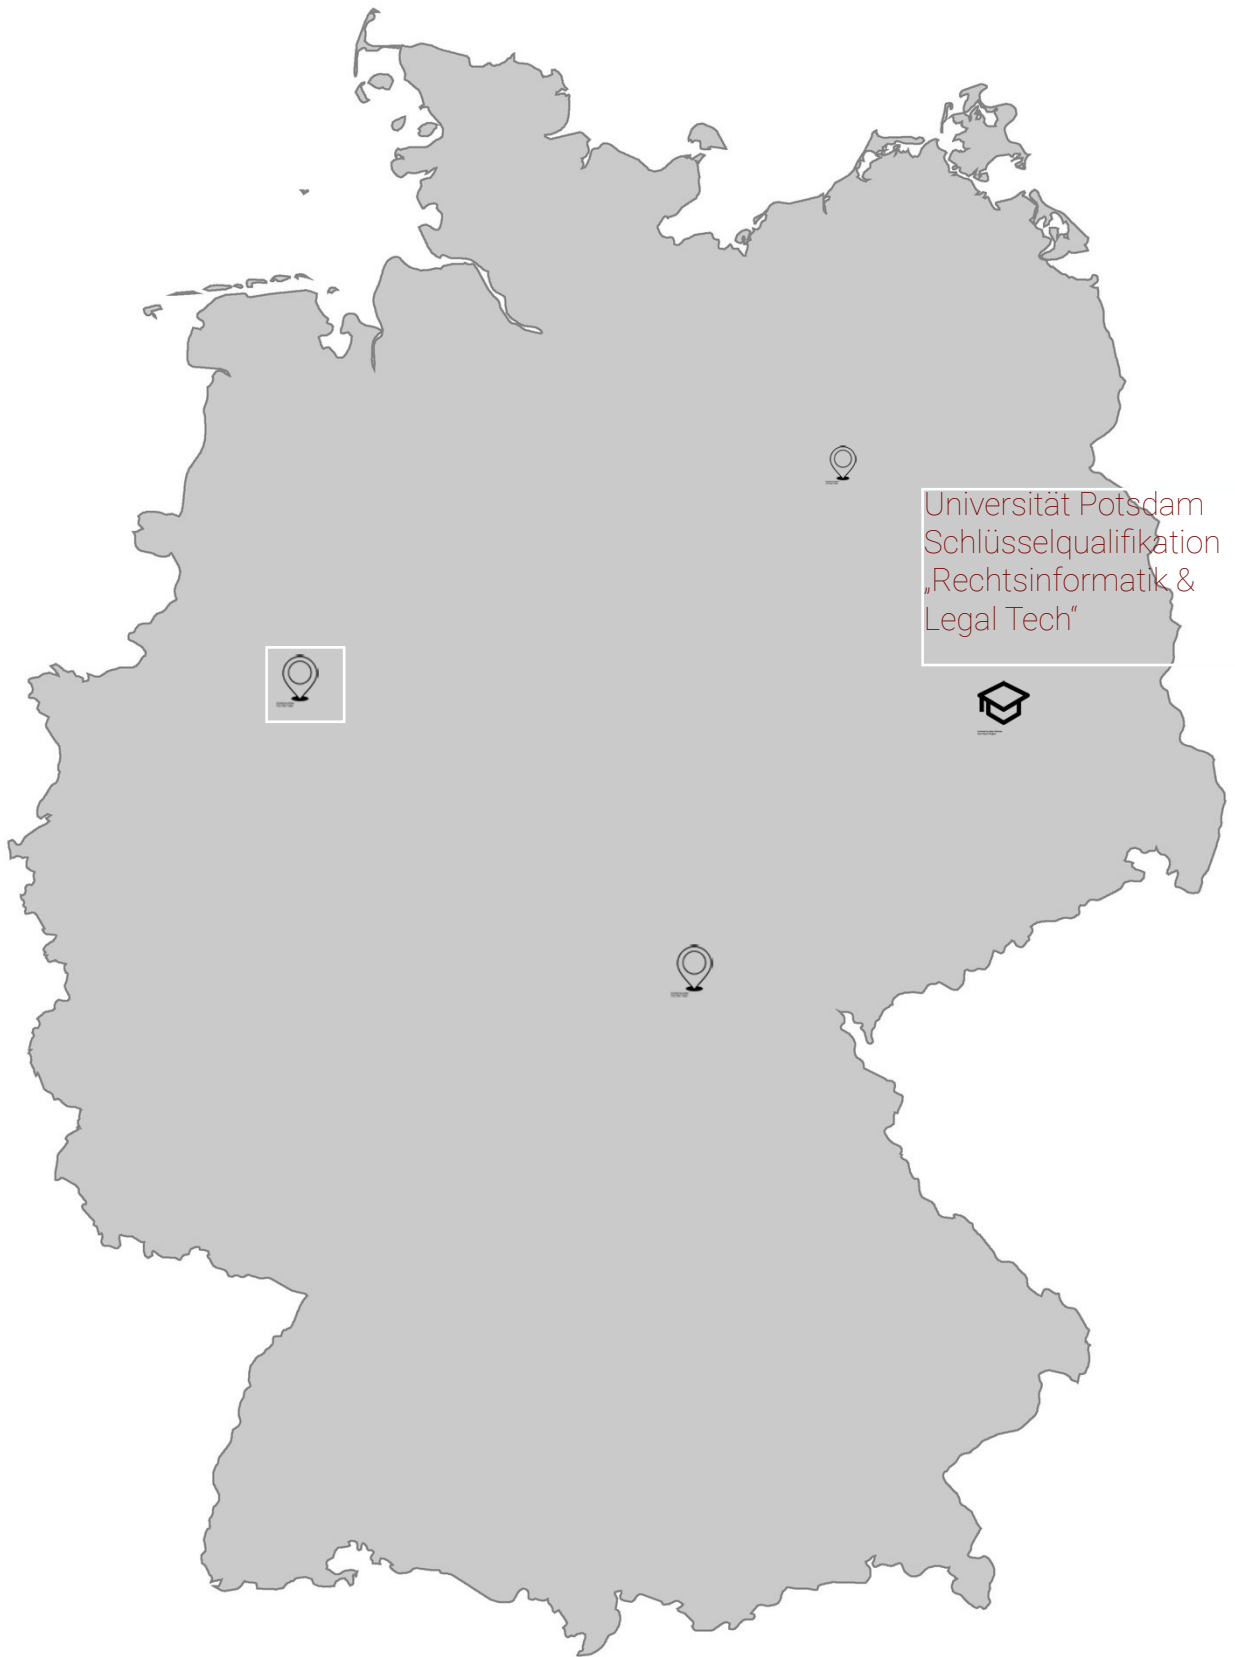 Universität Potsdam
Schlüsselqualifikation
„Rechtsinformatik &
Legal Tech“